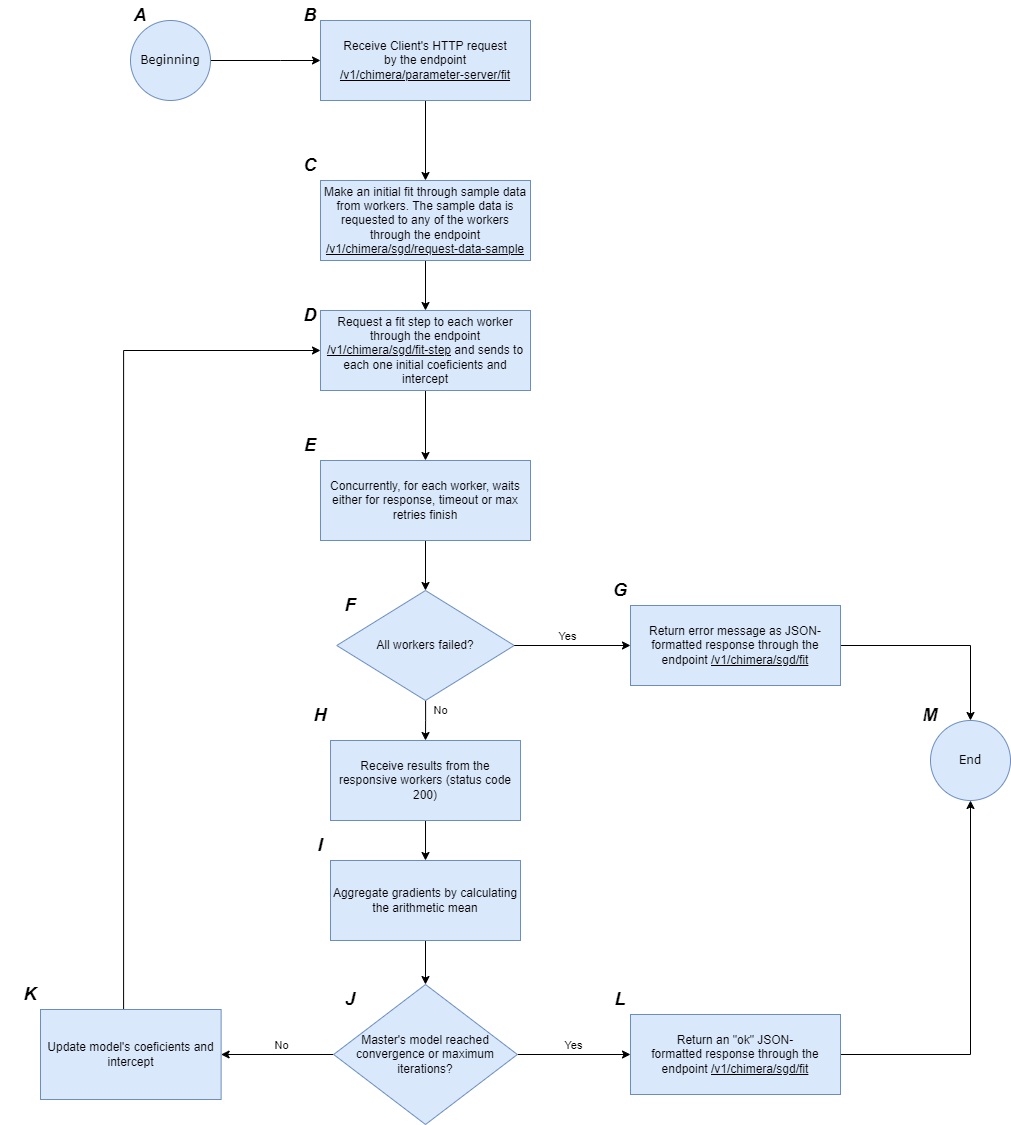 A
Beginning
B
Receive Client's HTTP request
by the endpoint
/v1/chimera/parameter-server/fit
C
Make an initial fit through sample data
from workers. The sample data is
requested to any of the workers
through the endpoint
/v1/chimera/sgd/request-data-sample
D
Request a fit step to each worker
through the endpoint
/v1/chimera/sgd/fit-step and sends to
each one initial coeficients and
intercept
E
Concurrently, for each worker, waits
either for response, timeout or max
retries finish
F
All workers failed?
Yes
G
Return error message as JSON-
formatted response through the
endpoint /v1/chimera/sgd/fit
No
H
Receive results from the
responsive workers (status code
200)
I
Aggregate gradients by calculating
the arithmetic mean
J
Master's model reached
convergence or maximum
iterations?
No
K
Update model's coeficients and
intercept
Yes
L
Return an "ok" JSON-
formatted response through the
endpoint /v1/chimera/sgd/fit
M
End